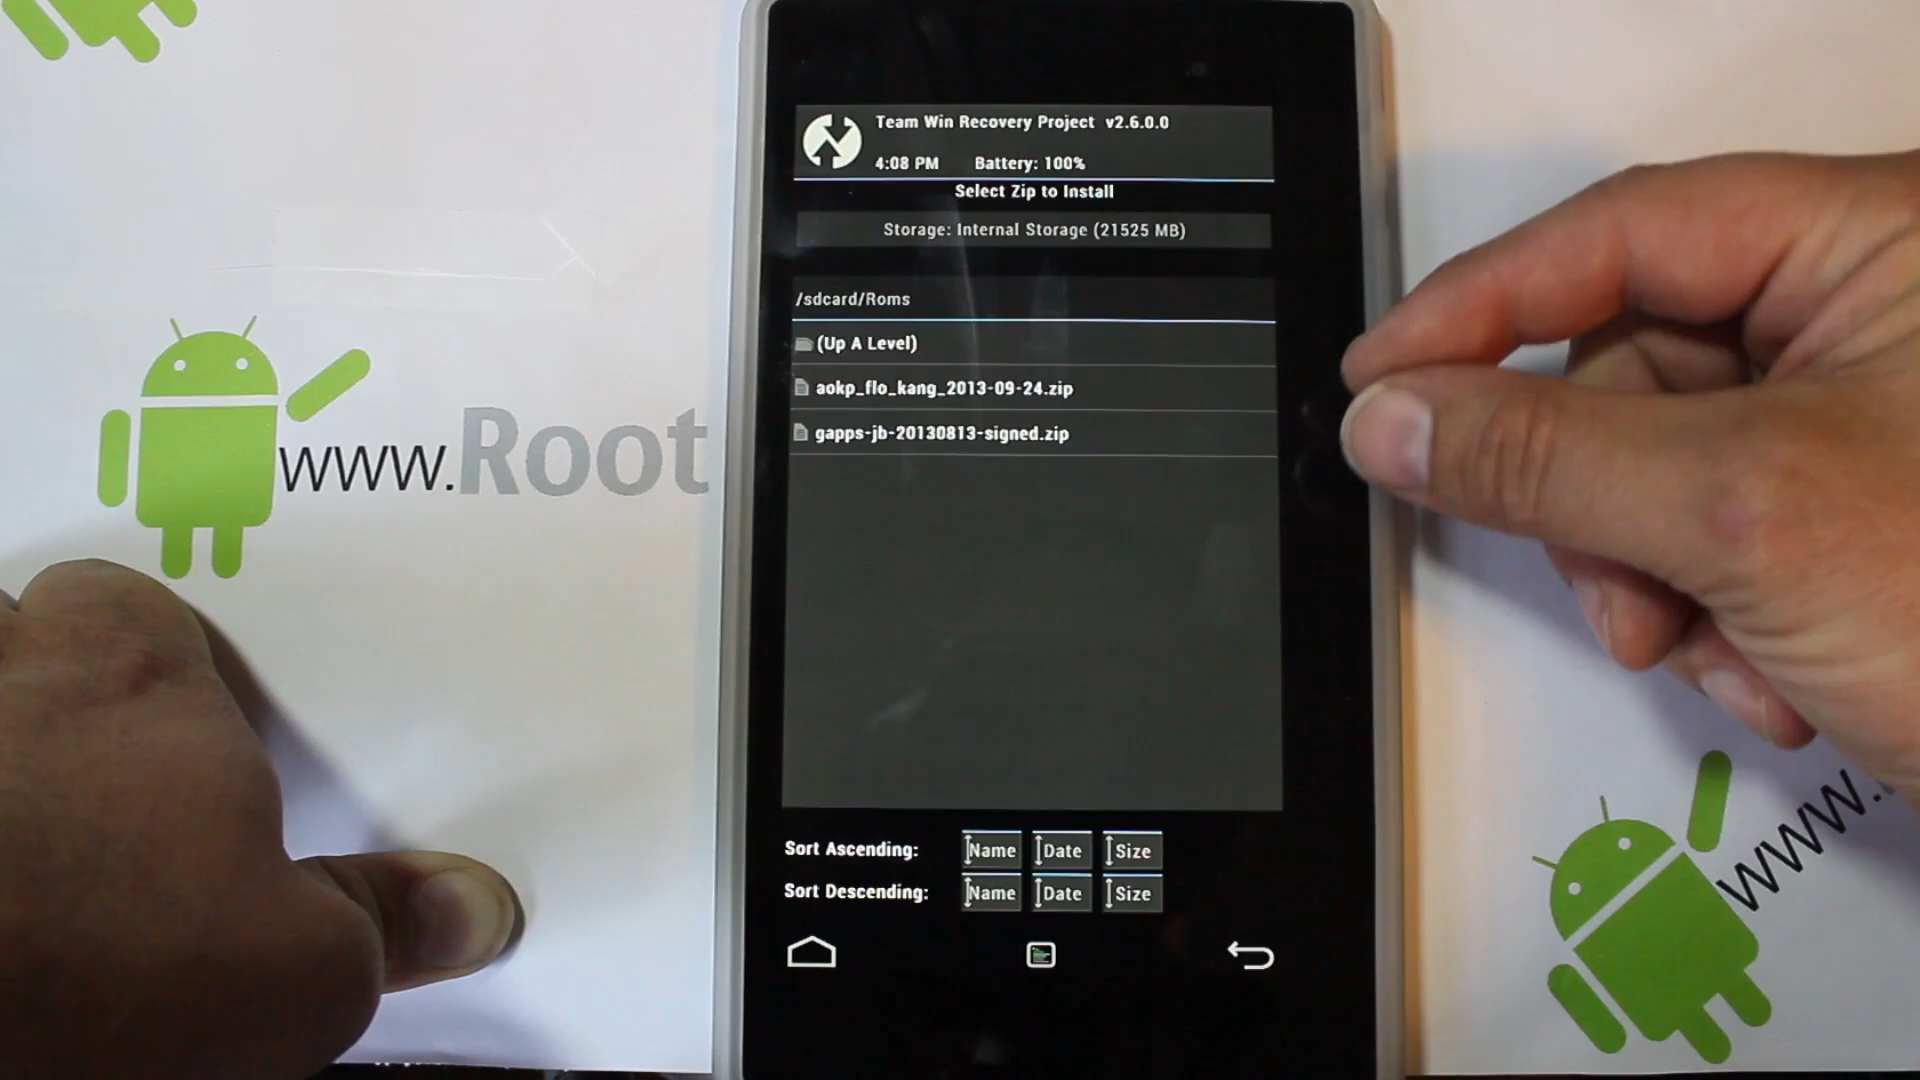 Team Win Recovery Project v2.6.0.0
4:08 PM Battery: 100%
Select Zip to Install
Storage: Internal Storage (21525 MB)
/sdcard/Roms
(Up A Level)
aokp_flo_kang_2013-09-24.zip
gapps-jb-20130813-signed.zip
Sort Ascending: Name Date Size
Sort Descending: Name Date Size
www.Root
www.